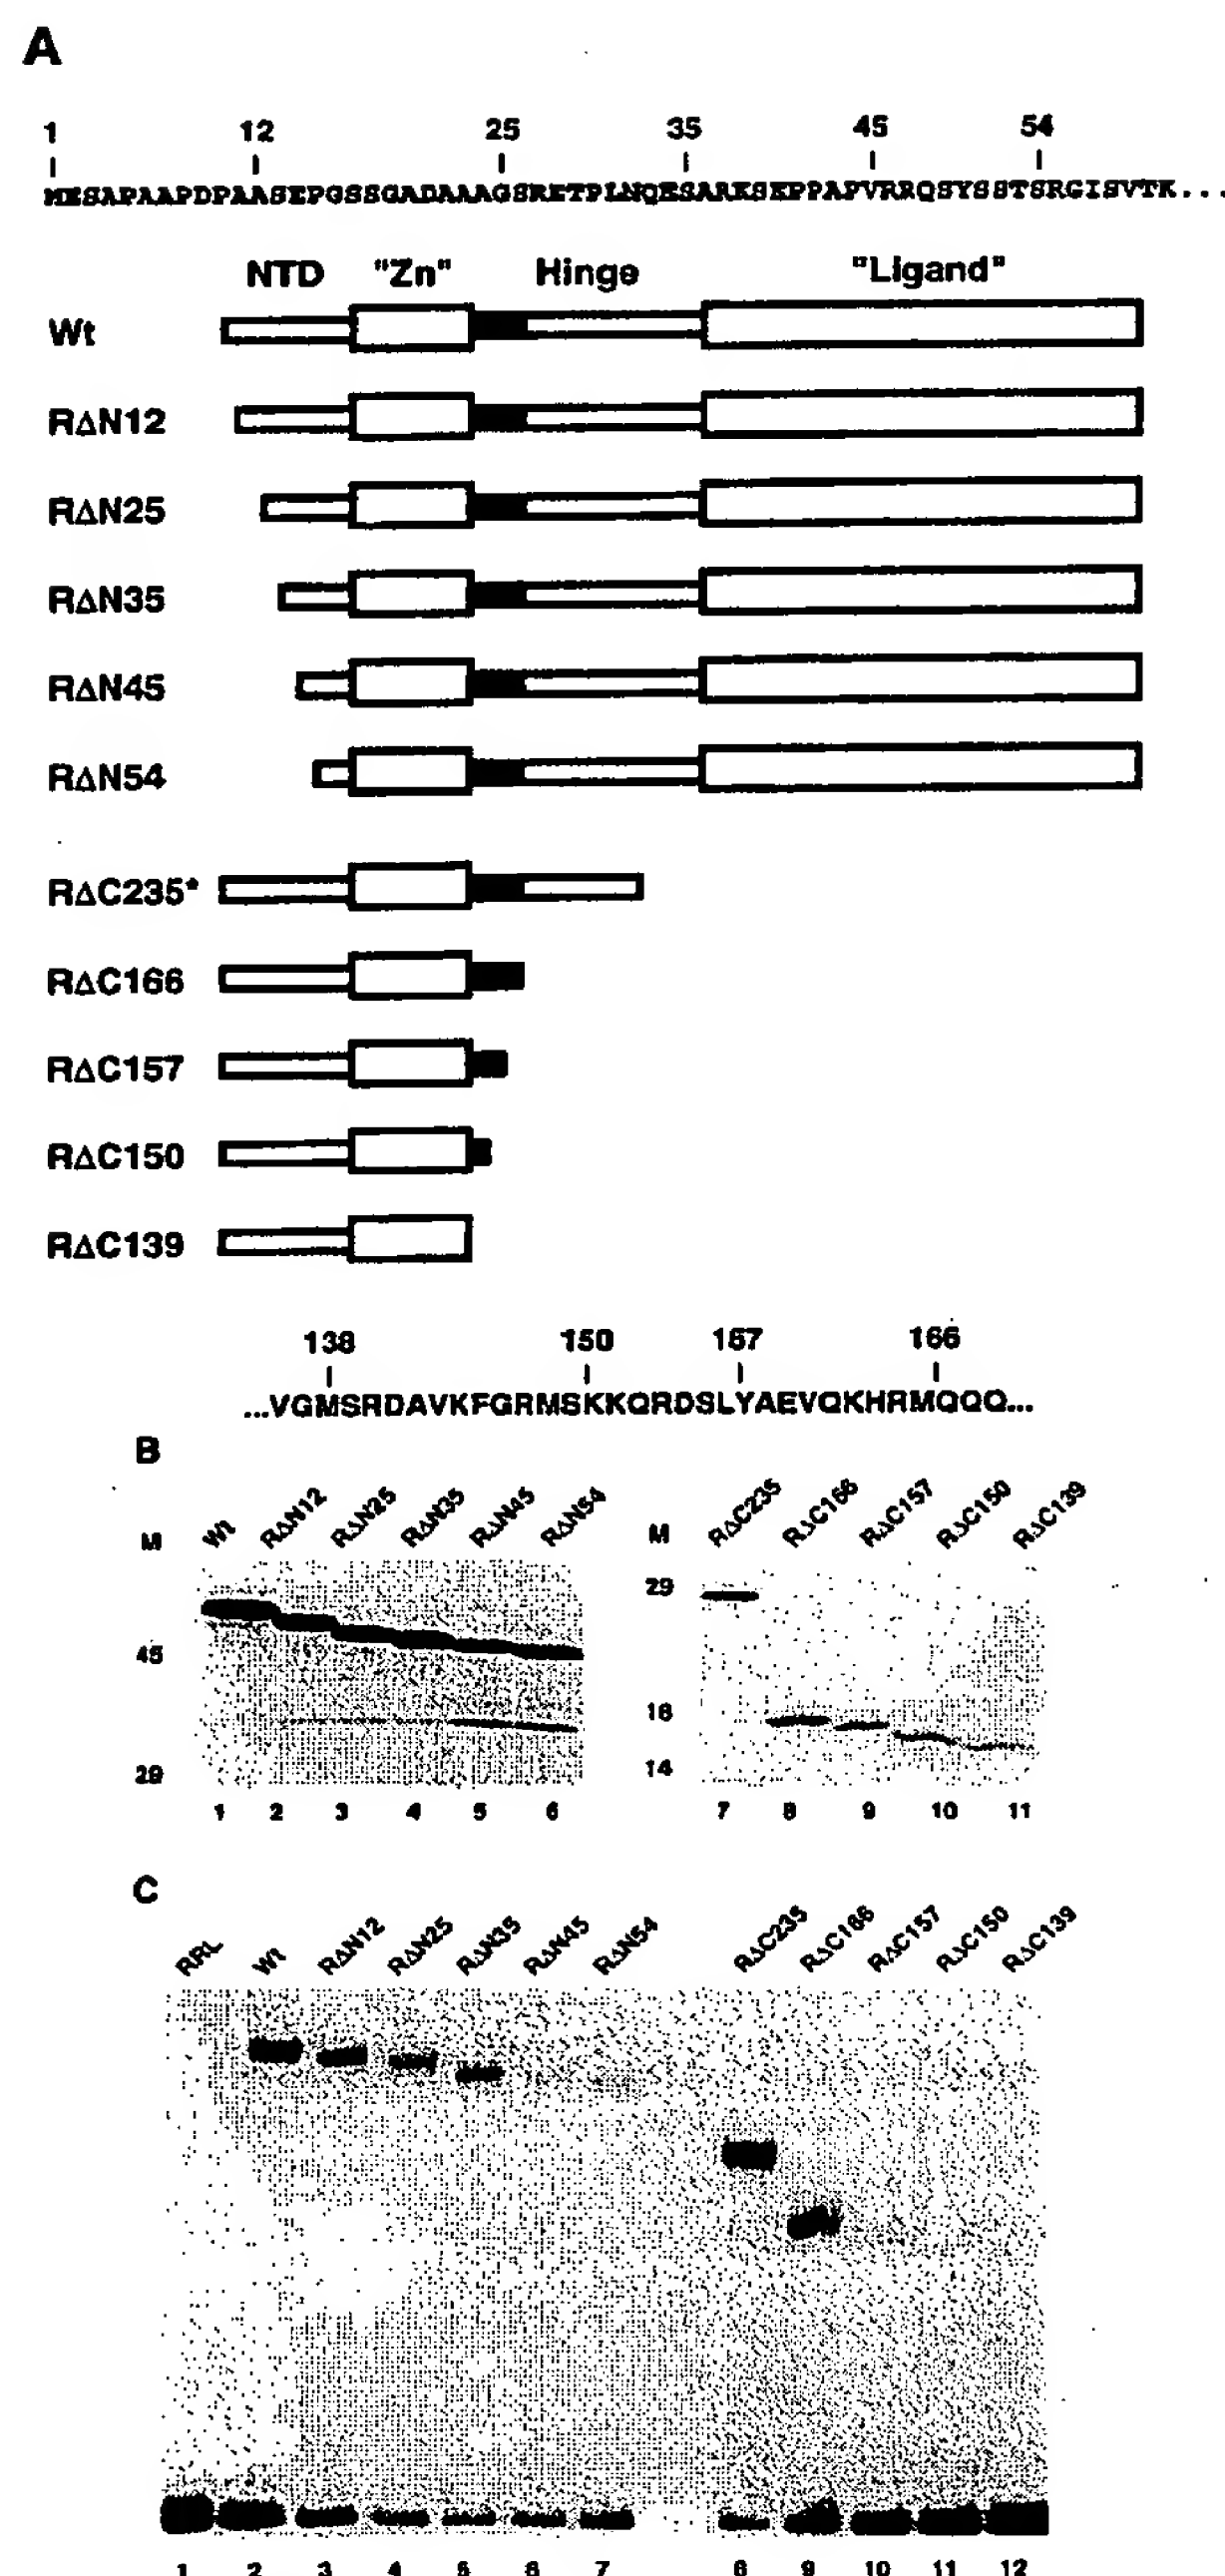 A
1 12 25 35 45 54
MESAPAAPDPAASEPGSSGADAAAGSRETPLNQESARKSEPPAPVRRQSYSSTSRGISVTK...
NTD "Zn" Hinge "Ligand"
Wt
RΔN12
RΔN25
RΔN35
RΔN45
RΔN54
RΔC235*
RΔC166
RΔC157
RΔC150
RΔC139
138 150 157 166
...VGMSRDAVKFGRMSKKQRDSLYAEVQKHRMQQQ...
B
M Wt RΔN12 RΔN25 RΔN35 RΔN45 RΔN54 M RΔC235 RΔC166 RΔC157 RΔC150 RΔC139
29
45
18
29
14
1 2 3 4 5 6 7 8 9 10 11
C
RRL Wt RΔN12 RΔN25 RΔN35 RΔN45 RΔN54 RΔC235 RΔC166 RΔC157 RΔC150 RΔC139
1 2 3 4 5 6 7 8 9 10 11 12